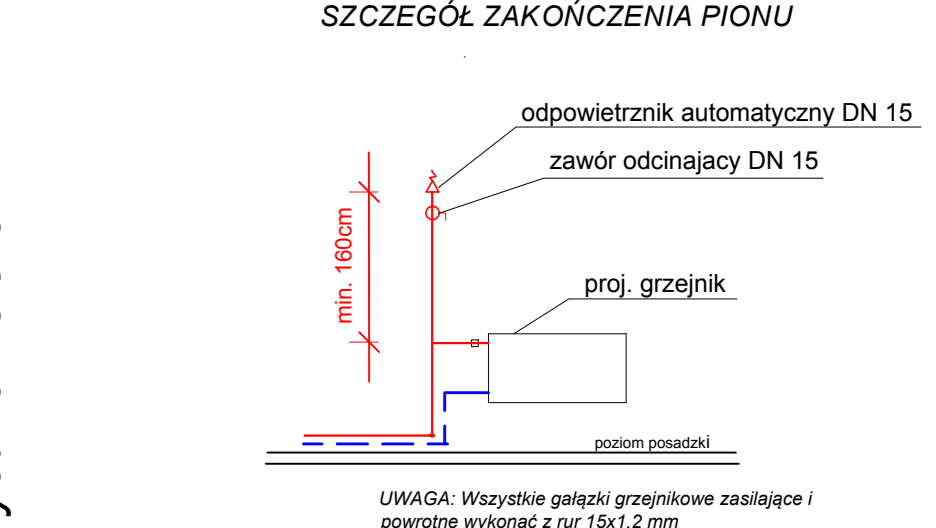 SZCZEGÓŁ ZAKOŃCZENIA PIONU
odpowietrznik automatyczny DN 15
zawór odcinajacy DN 15
min. 160cm
proj. grzejnik
poziom posadzki
UWAGA: Wszystkie gałązki grzejnikowe zasilające i
powrotne wykonać z rur 15x1,2 mm